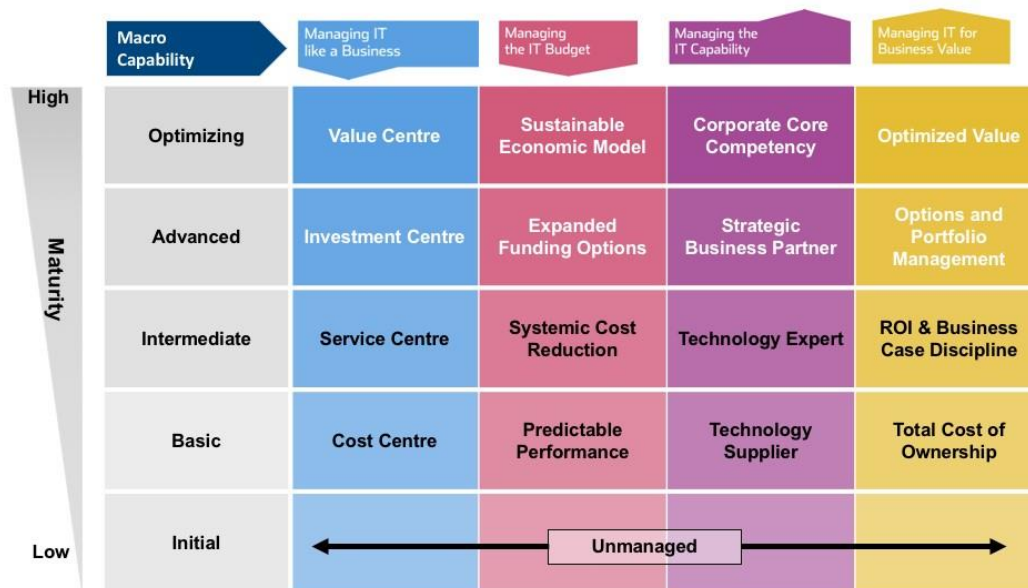 Macro
Capability
Managing IT
like a Business
Managing
the IT Budget
Managing the
IT Capability
Managing IT for
Business Value
High
Maturity
Low
Optimizing
Value Centre
Sustainable
Economic Model
Corporate Core
Competency
Optimized Value
Advanced
Investment Centre
Expanded
Funding Options
Strategic
Business Partner
Options and
Portfolio
Management
Intermediate
Service Centre
Systemic Cost
Reduction
Technology Expert
ROI & Business
Case Discipline
Basic
Cost Centre
Predictable
Performance
Technology
Supplier
Total Cost of
Ownership
Initial
Unmanaged